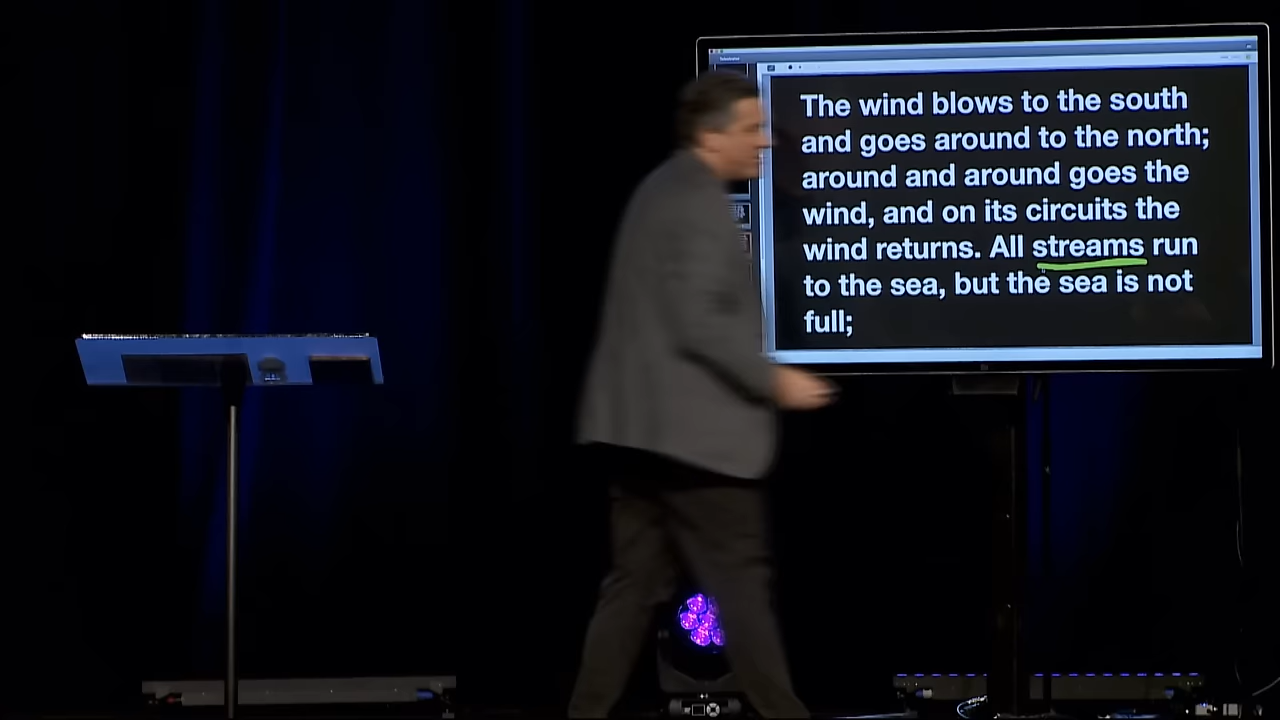 The wind blows to the south
and goes around to the north;
around and around goes the
wind, and on its circuits the
wind returns. All streams run
to the sea, but the sea is not
full;